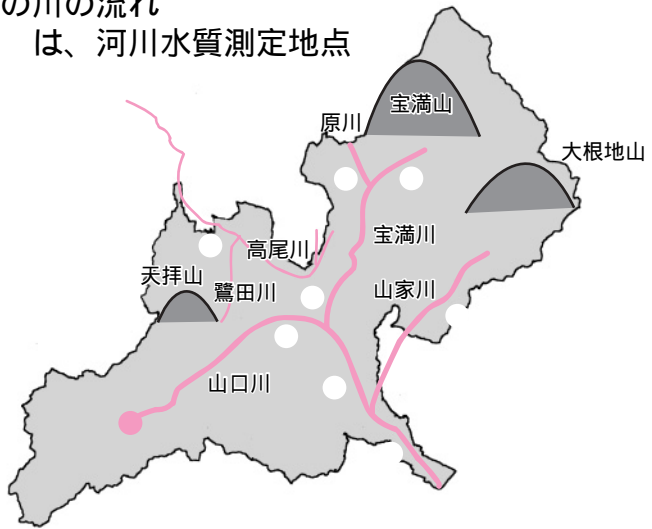 の川の流れ
は、河川水質測定地点
宝満山
原川
大根地山
宝満川
高尾川
天拝山
鷺田川
山家川
山口川